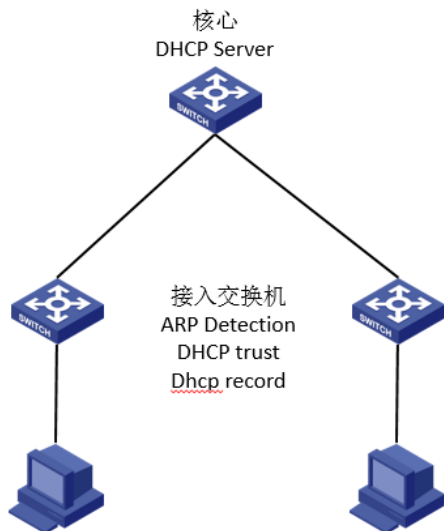 核心
DHCP Server
SWITCH
接入交换机
ARP Detection
DHCP trust
Dhcp record
SWITCH
SWITCH